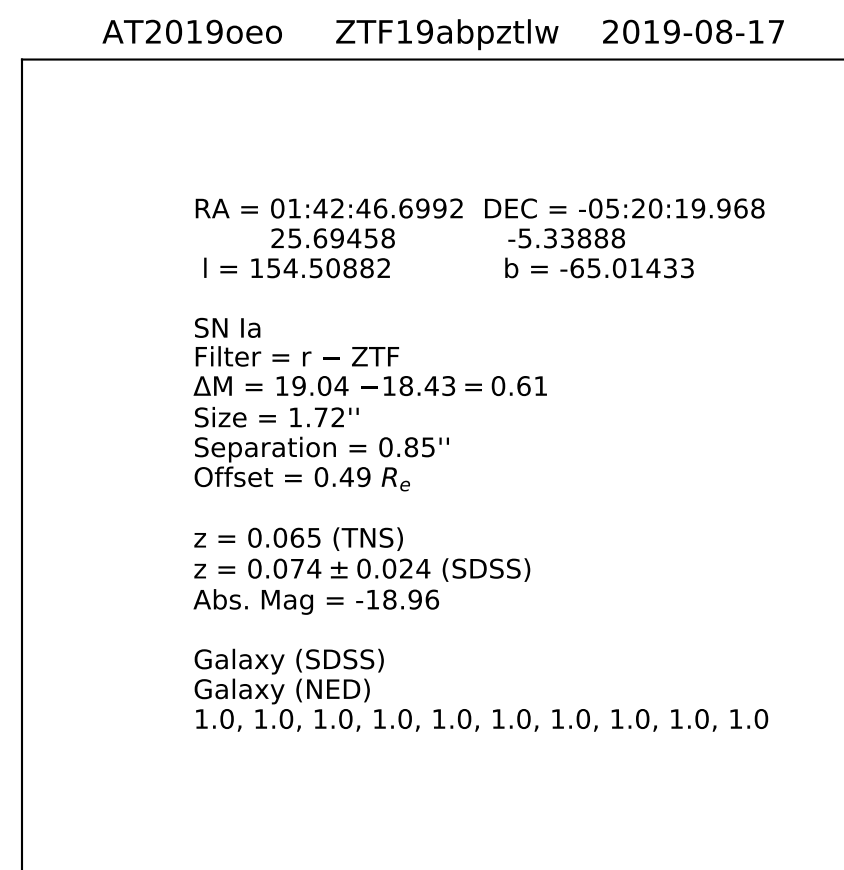 AT2019oeo ZTF19abpztlw 2019-08-17
RA = 01:42:46.6992 DEC = -05:20:19.968
25.69458 -5.33888
l = 154.50882 b = -65.01433
SN Ia
Filter = r − ZTF
ΔM = 19.04 −18.43 = 0.61
Size = 1.72''
Separation = 0.85''
Offset = 0.49 Rₑ
z = 0.065 (TNS)
z = 0.074 ± 0.024 (SDSS)
Abs. Mag = -18.96
Galaxy (SDSS)
Galaxy (NED)
1.0, 1.0, 1.0, 1.0, 1.0, 1.0, 1.0, 1.0, 1.0, 1.0